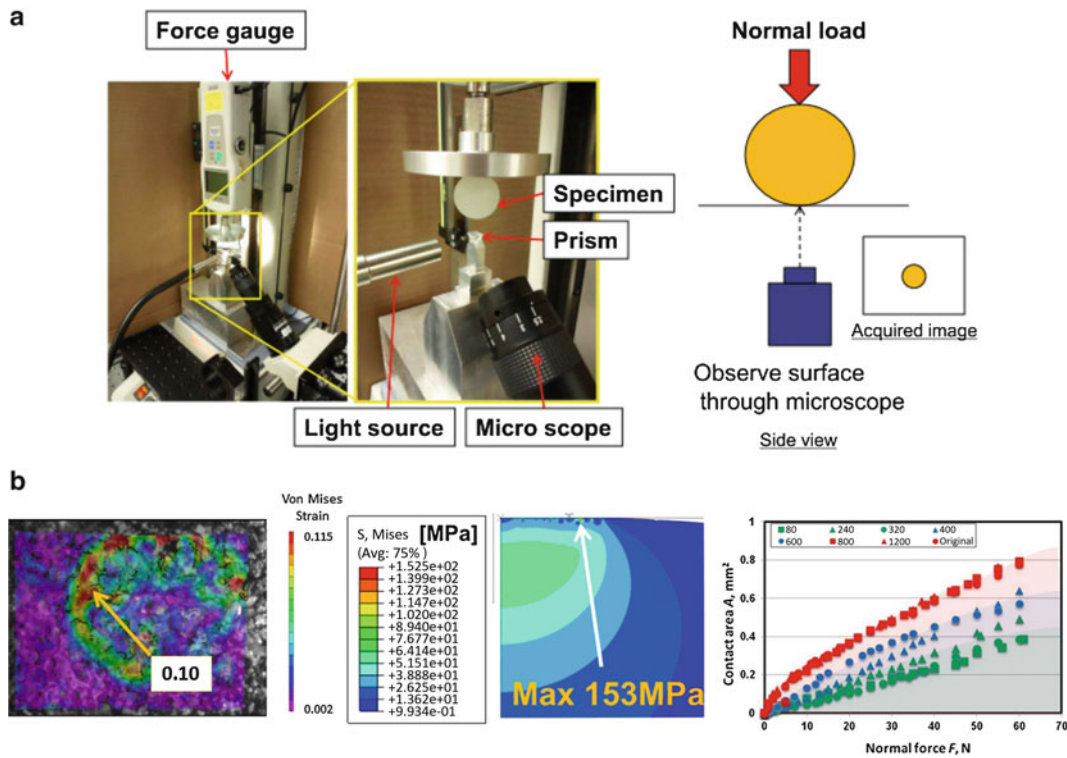 a
Force gauge
Specimen
Prism
Light source
Micro scope
Normal load
Acquired image
Observe surface
through microscope
Side view
b
0.10
Von Mises
Strain
0.115
0.002
S, Mises [MPa]
(Avg: 75%)
+1.525e+02
+1.399e+02
+1.273e+02
+1.147e+02
+1.020e+02
+8.940e+01
+7.677e+01
+6.414e+01
+5.151e+01
+3.888e+01
+2.625e+01
+1.362e+01
+9.934e-01
Max 153MPa
80 240 320 400
600 800 1200 Original
Contact area A, mm²
1
0.8
0.6
0.4
0.2
0
0 10 20 30 40 50 60 70
Normal force F, N